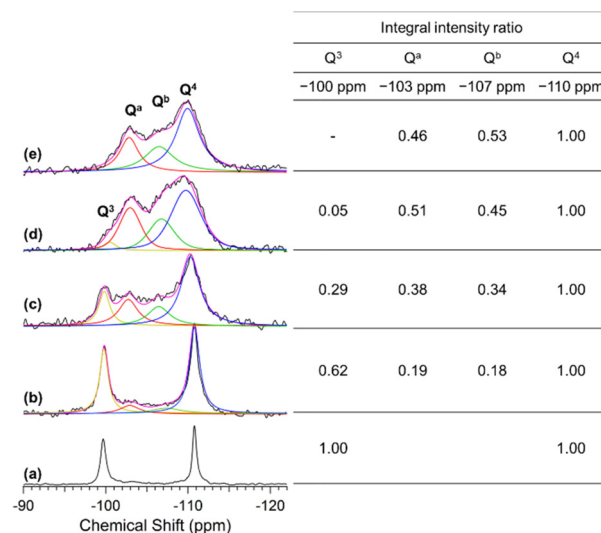 Integral intensity ratio
Q³ Qᵃ Qᵇ Q⁴
−100 ppm −103 ppm −107 ppm −110 ppm
Qᵃ Qᵇ Q⁴
(e)
- 0.46 0.53 1.00
Q³
(d)
0.05 0.51 0.45 1.00
(c)
0.29 0.38 0.34 1.00
(b)
0.62 0.19 0.18 1.00
(a)
1.00 1.00
-90 -100 -110 -120
Chemical Shift (ppm)